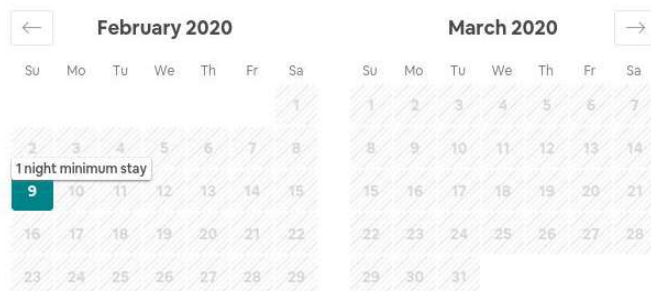 ← February 2020
Su Mo Tu We Th Fr Sa
1
2 3 4 5 6 7 8
1 night minimum stay
9 10 11 12 13 14 15
16 17 18 19 20 21 22
23 24 25 26 27 28 29
March 2020 →
Su Mo Tu We Th Fr Sa
1 2 3 4 5 6 7
8 9 10 11 12 13 14
15 16 17 18 19 20 21
22 23 24 25 26 27 28
29 30 31